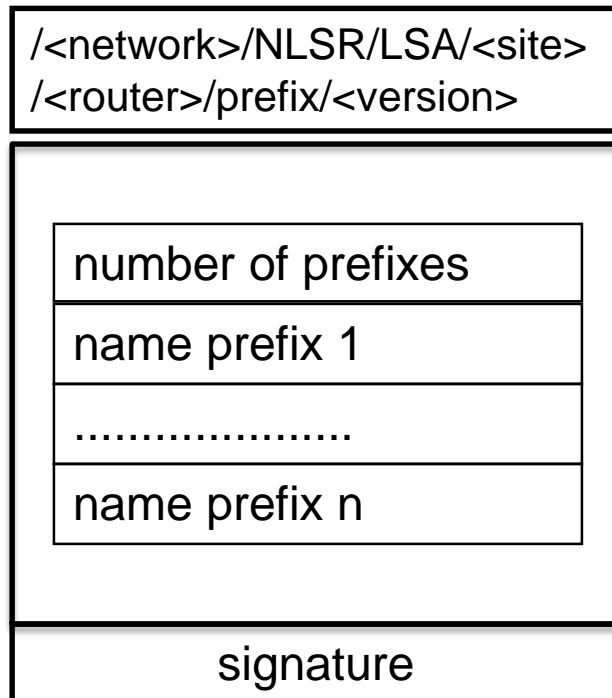 /<network>/NLSR/LSA/<site>
/<router>/prefix/<version>
number of prefixes
name prefix 1
.....................
name prefix n
signature